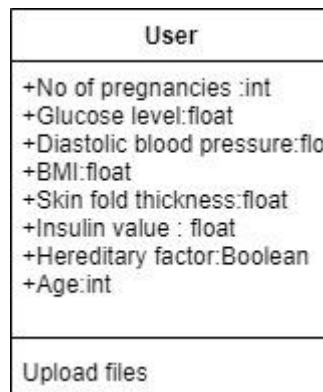 User
+No of pregnancies :int
+Glucose level:float
+Diastolic blood pressure:flo
+BMI:float
+Skin fold thickness:float
+Insulin value : float
+Hereditary factor:Boolean
+Age:int
Upload files